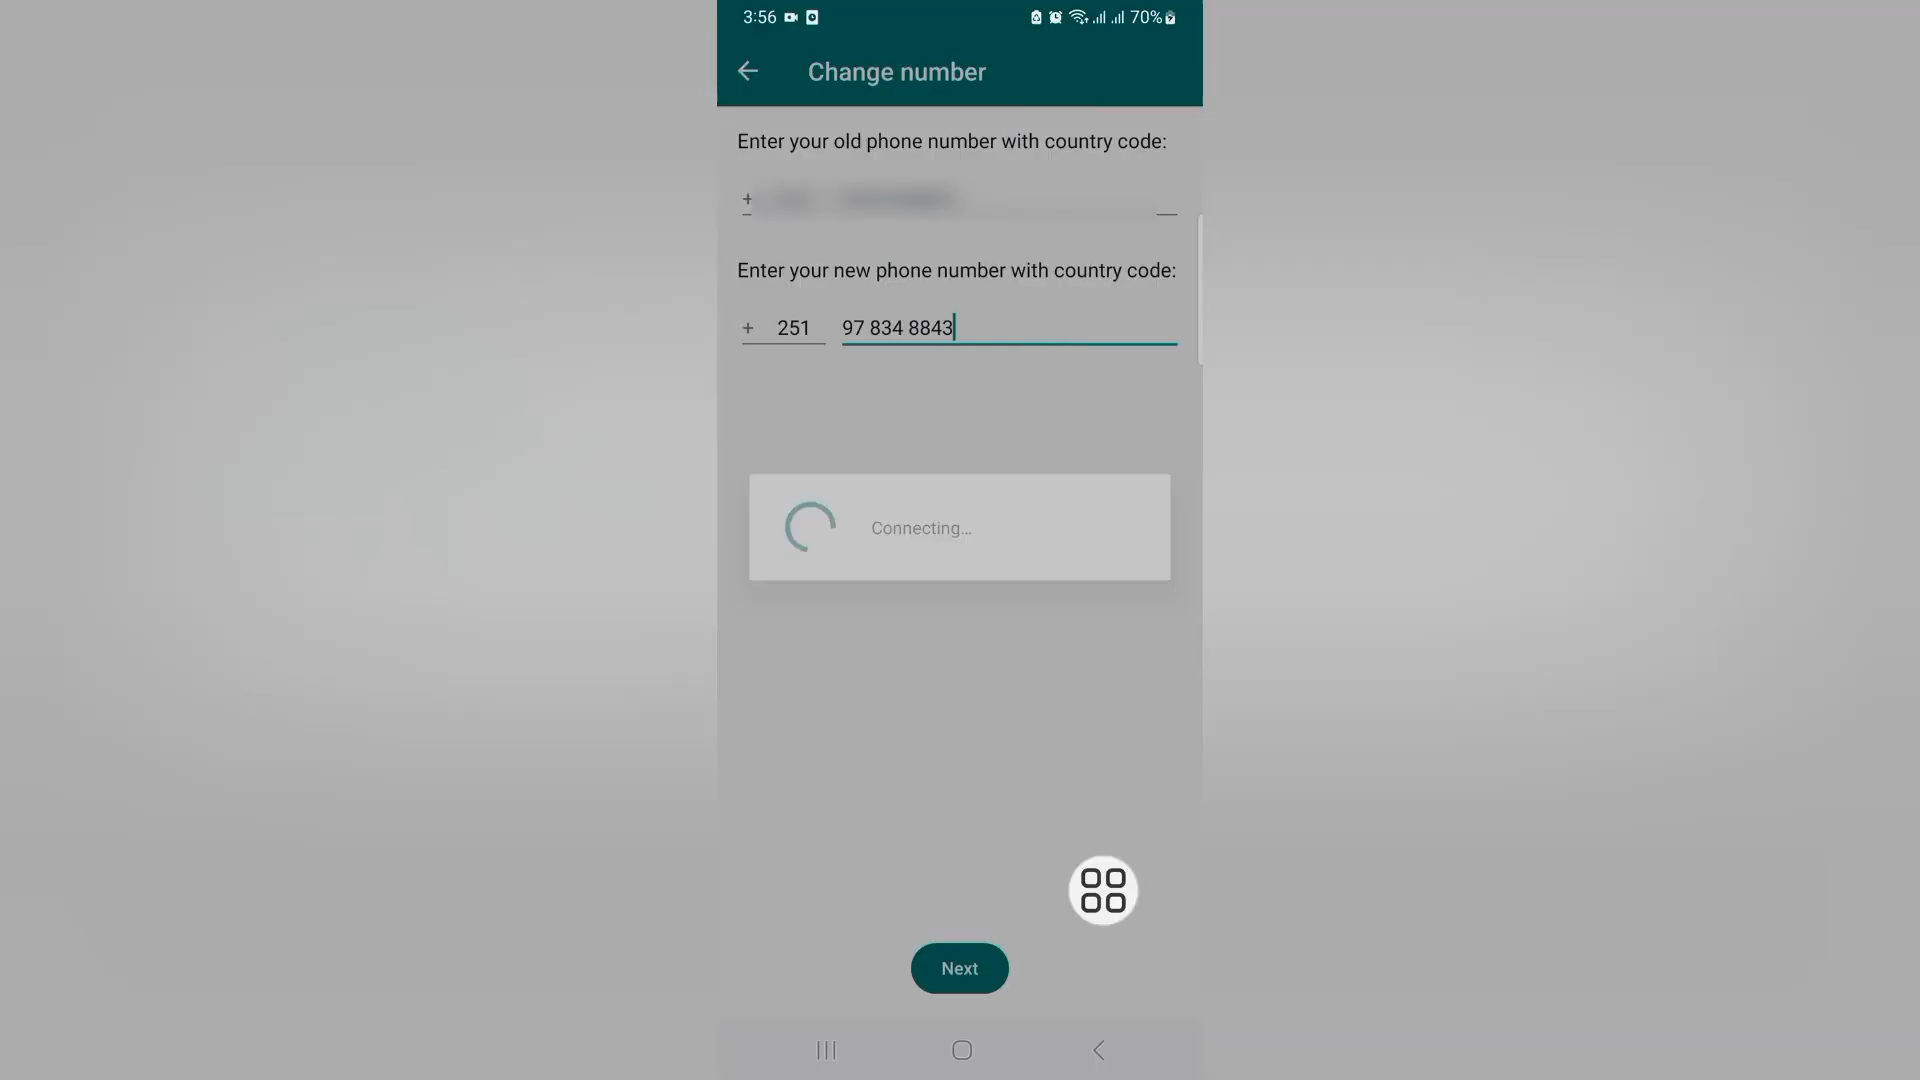 3:56
70%
Change number
Enter your old phone number with country code:
+
Enter your new phone number with country code:
+ 251 97 834 8843
Connecting...
Next